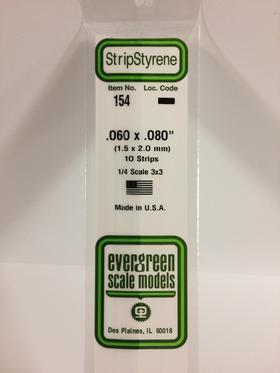 StripStyrene
Item No. Loc. Code
154
.060 x .080"
(1.5 x 2.0 mm)
10 Strips
1/4 Scale 3x3
Made in U.S.A.
evergreen
scale models
Des Plaines, IL 60018